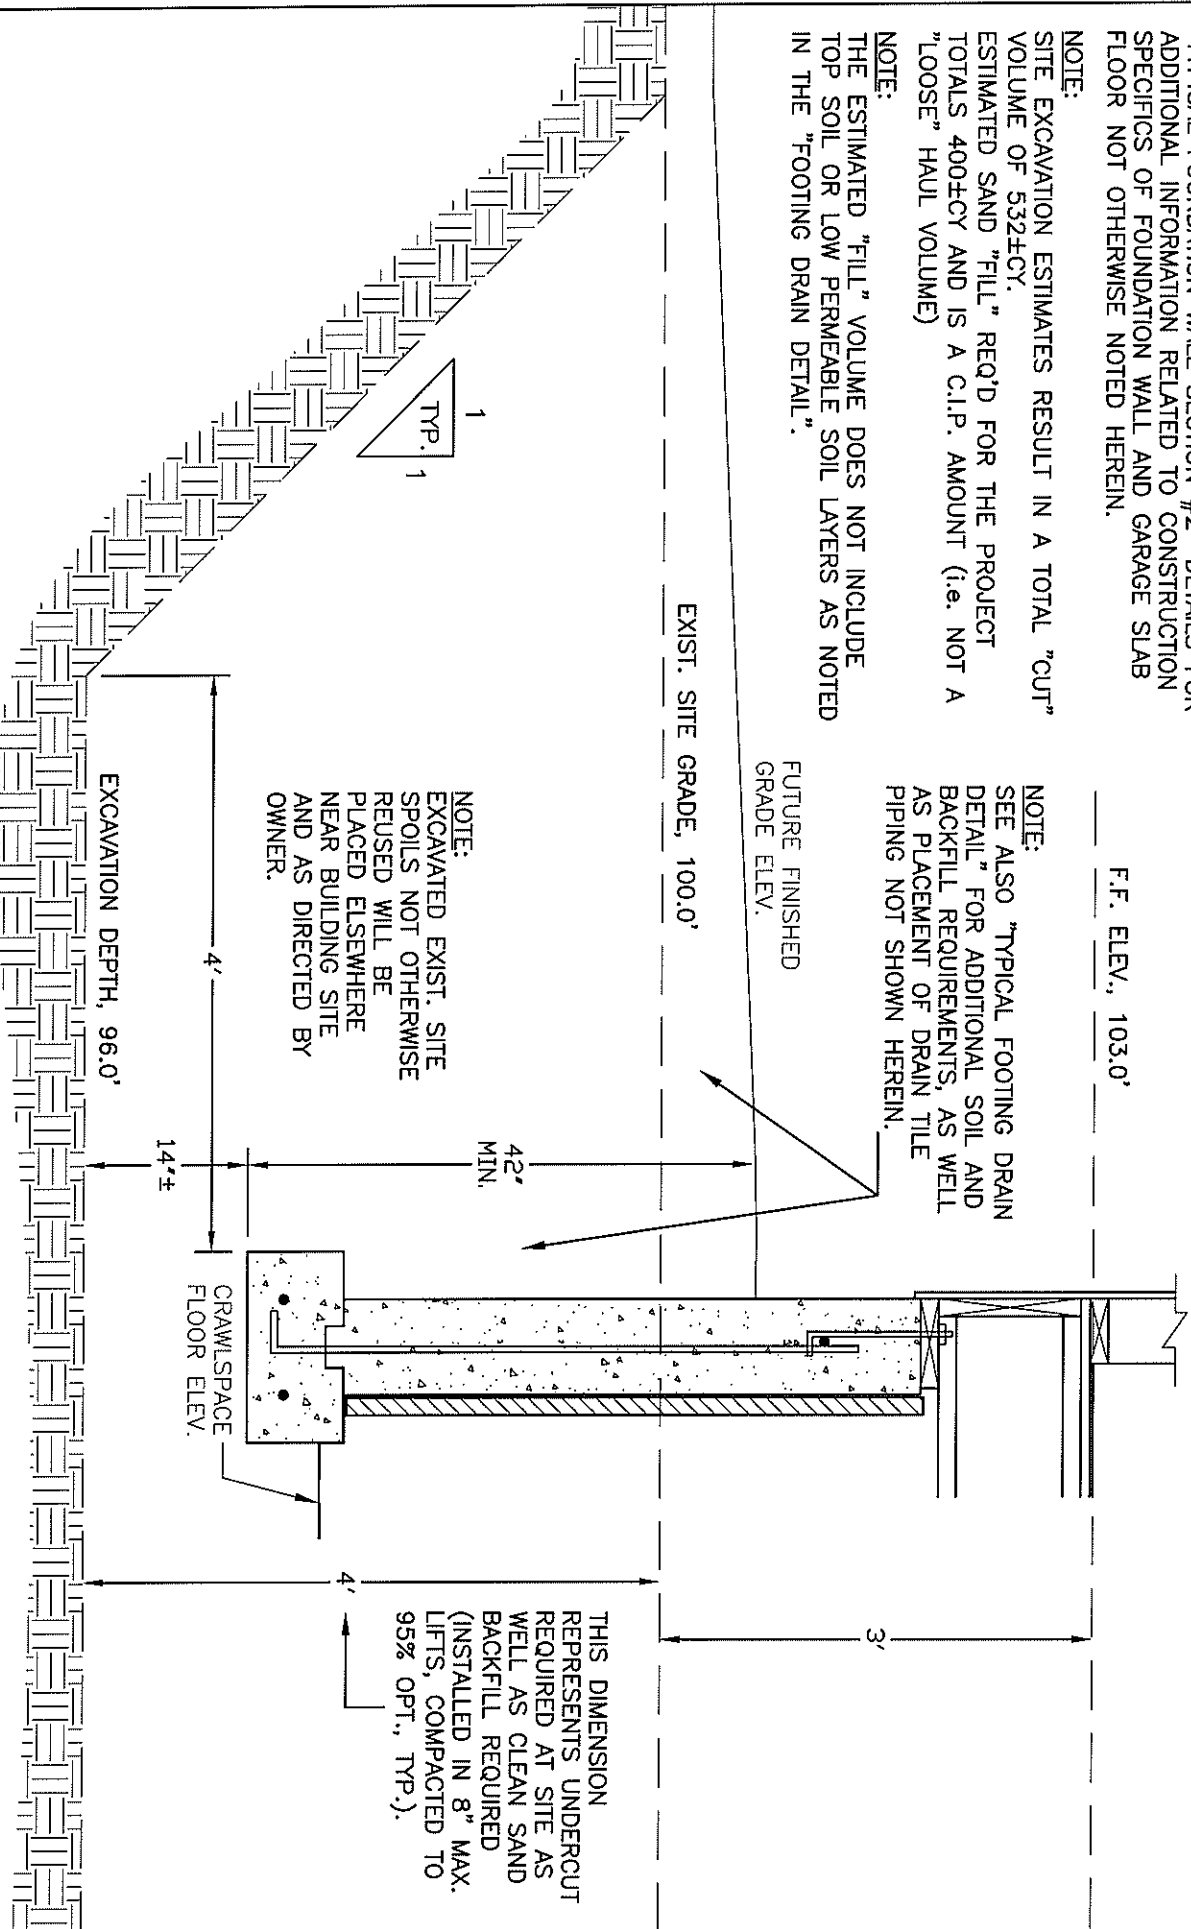 ADDITIONAL INFORMATION RELATED TO CONSTRUCTION
SPECIFICS OF FOUNDATION WALL AND GARAGE SLAB
FLOOR NOT OTHERWISE NOTED HEREIN.
NOTE:
SITE EXCAVATION ESTIMATES RESULT IN A TOTAL "CUT"
VOLUME OF 532±CY.
ESTIMATED SAND "FILL" REQ'D FOR THE PROJECT
TOTALS 400±CY AND IS A C.I.P. AMOUNT (i.e. NOT A
"LOOSE" HAUL VOLUME)
NOTE:
THE ESTIMATED "FILL" VOLUME DOES NOT INCLUDE
TOP SOIL OR LOW PERMEABLE SOIL LAYERS AS NOTED
IN THE "FOOTING DRAIN DETAIL".
F.F. ELEV., 103.0'
NOTE:
SEE ALSO "TYPICAL FOOTING DRAIN
DETAIL" FOR ADDITIONAL SOIL AND
BACKFILL REQUIREMENTS, AS WELL
AS PLACEMENT OF DRAIN TILE
PIPING NOT SHOWN HEREIN.
FUTURE FINISHED
GRADE ELEV.
EXIST. SITE GRADE, 100.0'
3'
1
TYP.
1
42"
MIN.
NOTE:
EXCAVATED EXIST. SITE
SPOILS NOT OTHERWISE
REUSED WILL BE
PLACED ELSEWHERE
NEAR BUILDING SITE
AND AS DIRECTED BY
OWNER.
THIS DIMENSION
REPRESENTS UNDERCUT
REQUIRED AT SITE AS
WELL AS CLEAN SAND
BACKFILL REQUIRED
(INSTALLED IN 8" MAX.
LIFTS, COMPACTED TO
95% OPT., TYP.).
4'
4'
CRAWLSPACE
FLOOR ELEV.
14"±
EXCAVATION DEPTH, 96.0'